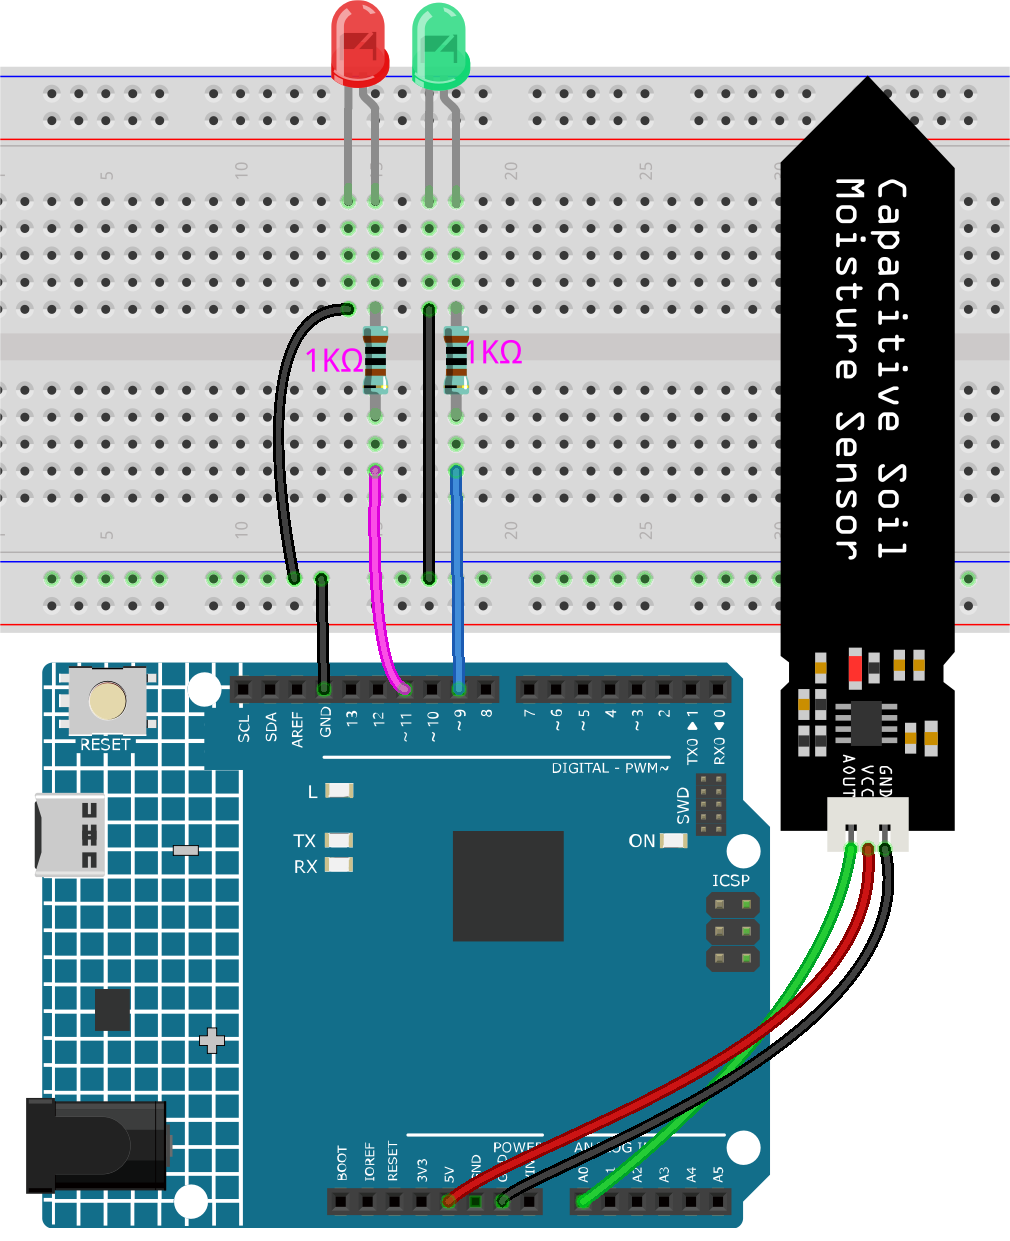 5
10
15
20
25
30
1KΩ
1KΩ
Capacitive Soil
Moisture Sensor
5
10
20
25
30
SCL
SDA
AREF
GND
13
12
~11
~10
~9
8
7
~6
~5
4
~3
2
TX0▶1
RX0◀0
RESET
DIGITAL - PWM~
L
TX
RX
ON
SWD
ICSP
AOUT
VCC
GND
POWER
ANALOG IN
BOOT
IOREF
RESET
3V3
5V
GND
GND
VIN
A0
A1
A2
A3
A4
A5